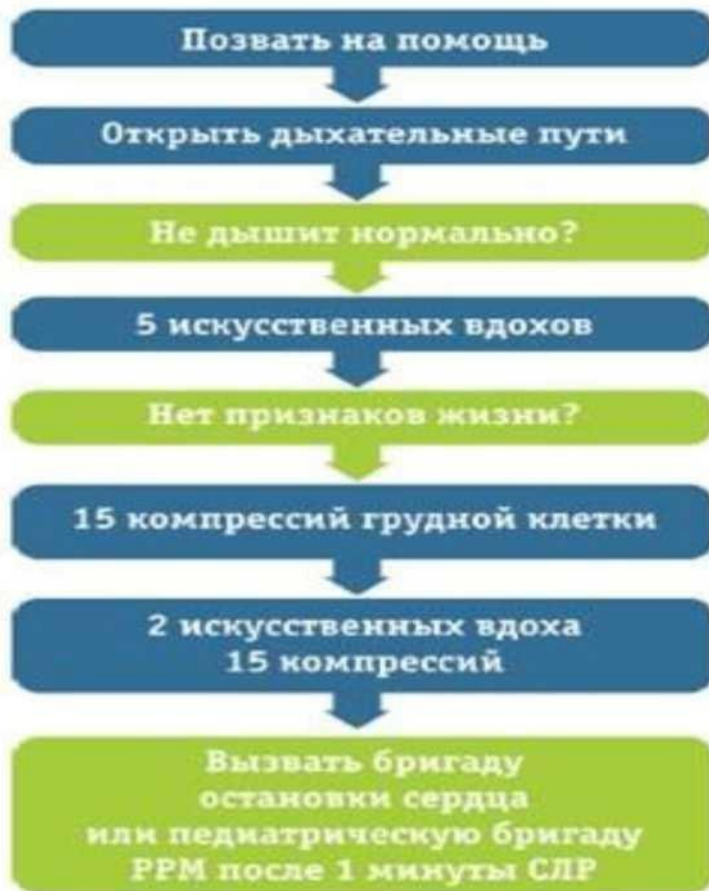 Позвать на помощь
Открыть дыхательные пути
Не дышит нормально?
5 искусственных вдохов
Нет признаков жизни?
15 компрессий грудной клетки
2 искусственных вдоха
15 компрессий
Вызвать бригаду
остановки сердца
или педиатрическую бригаду
РРМ после 1 минуты СЛР